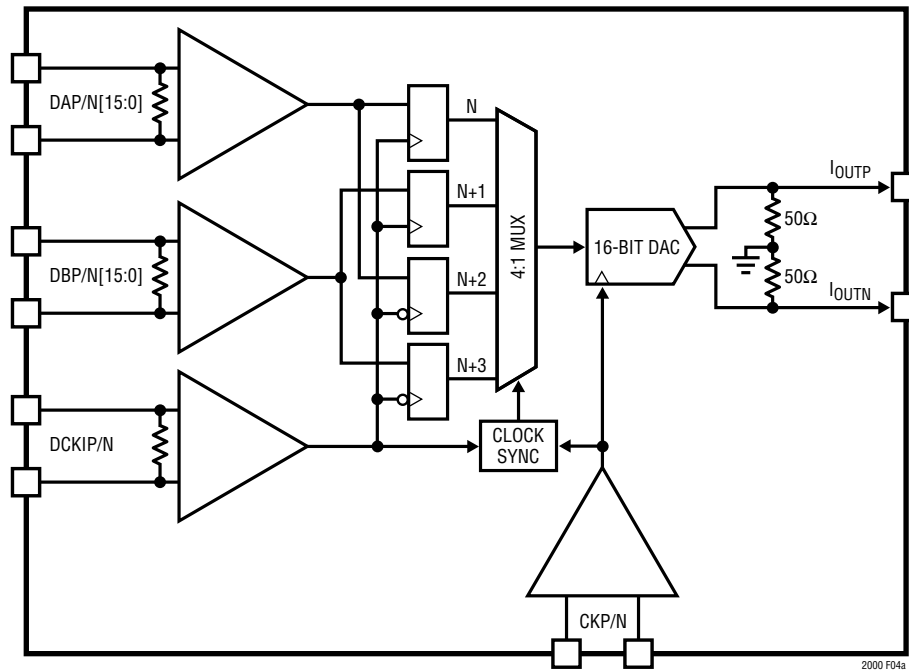 DAP/N[15:0]
N
N+1
N+2
N+3
4:1 MUX
DBP/N[15:0]
DCKIP/N
CLOCK
SYNC
16-BIT DAC
IOUTP
50Ω
50Ω
IOUTN
CKP/N
2000 F04a